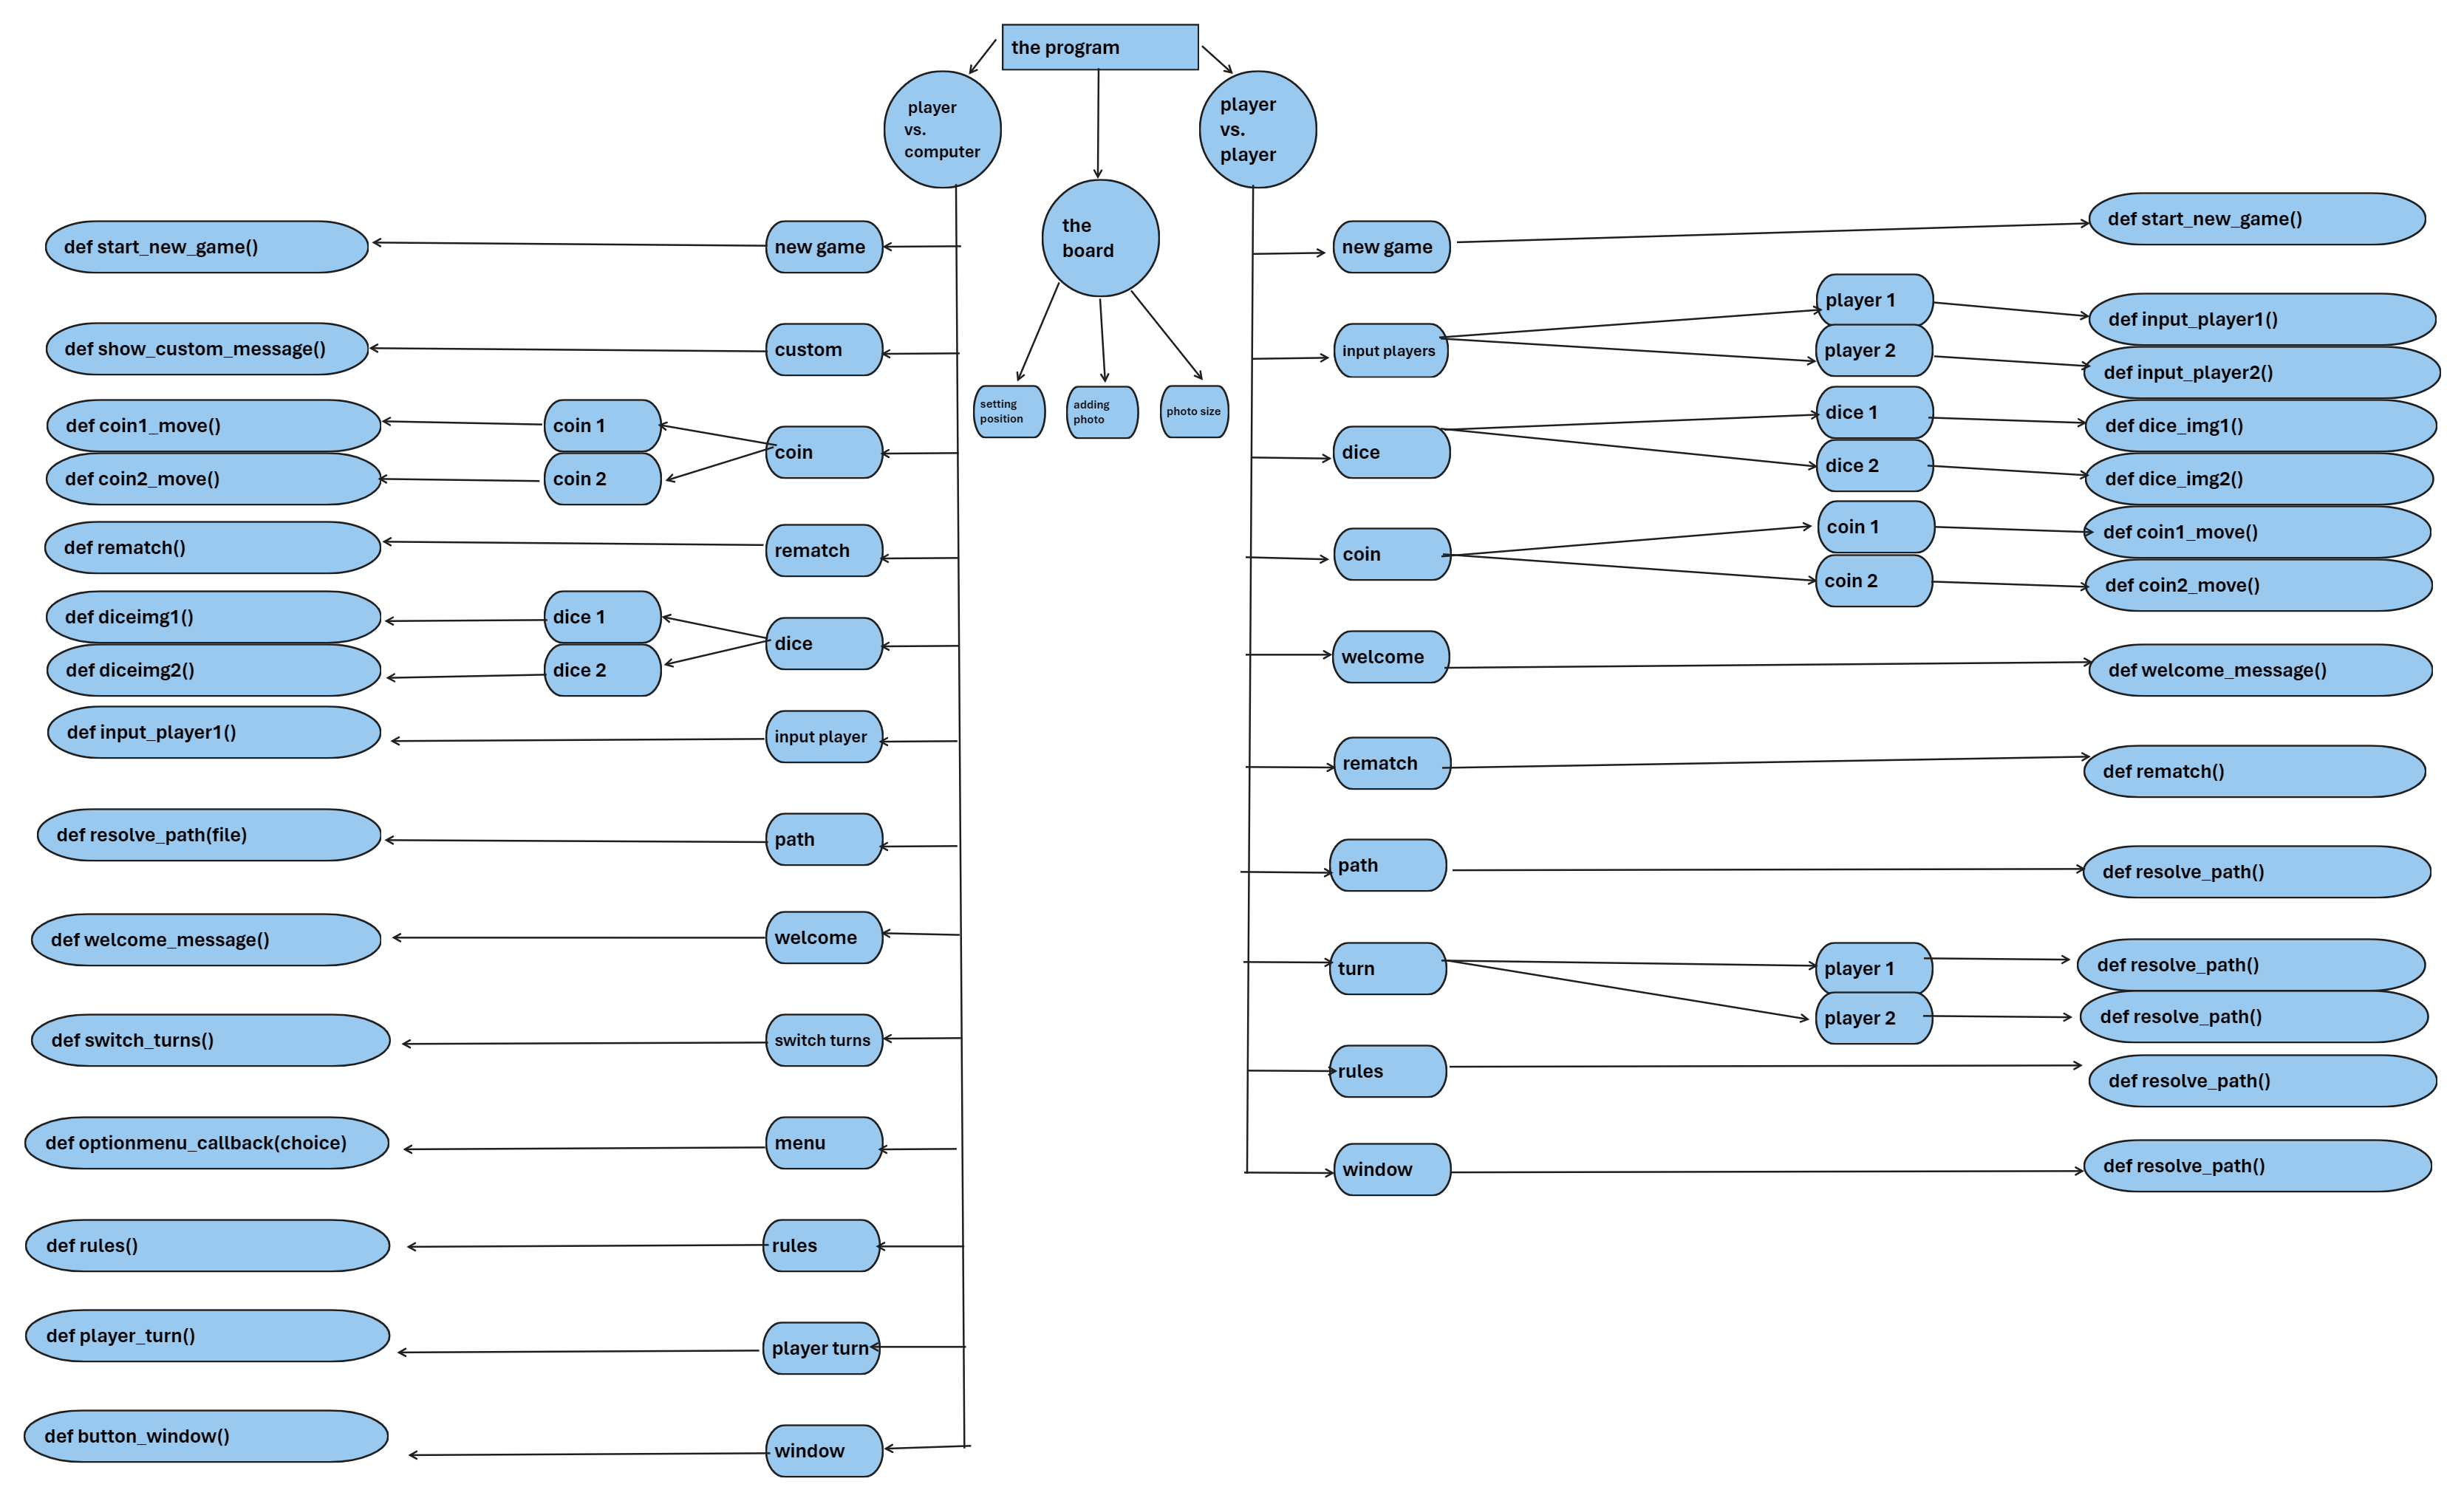 the program
player
vs.
computer
player
vs.
player
the
board
setting
position
adding
photo
photo size
new game
def start_new_game()
custom
def show_custom_message()
coin
coin 1
def coin1_move()
coin 2
def coin2_move()
rematch
def rematch()
dice
dice 1
def diceimg1()
dice 2
def diceimg2()
input player
def input_player1()
path
def resolve_path(file)
welcome
def welcome_message()
switch turns
def switch_turns()
menu
def optionmenu_callback(choice)
rules
def rules()
player turn
def player_turn()
window
def button_window()
new game
def start_new_game()
input players
player 1
def input_player1()
player 2
def input_player2()
dice
dice 1
def dice_img1()
dice 2
def dice_img2()
coin
coin 1
def coin1_move()
coin 2
def coin2_move()
welcome
def welcome_message()
rematch
def rematch()
path
def resolve_path()
turn
player 1
def resolve_path()
player 2
def resolve_path()
rules
def resolve_path()
window
def resolve_path()